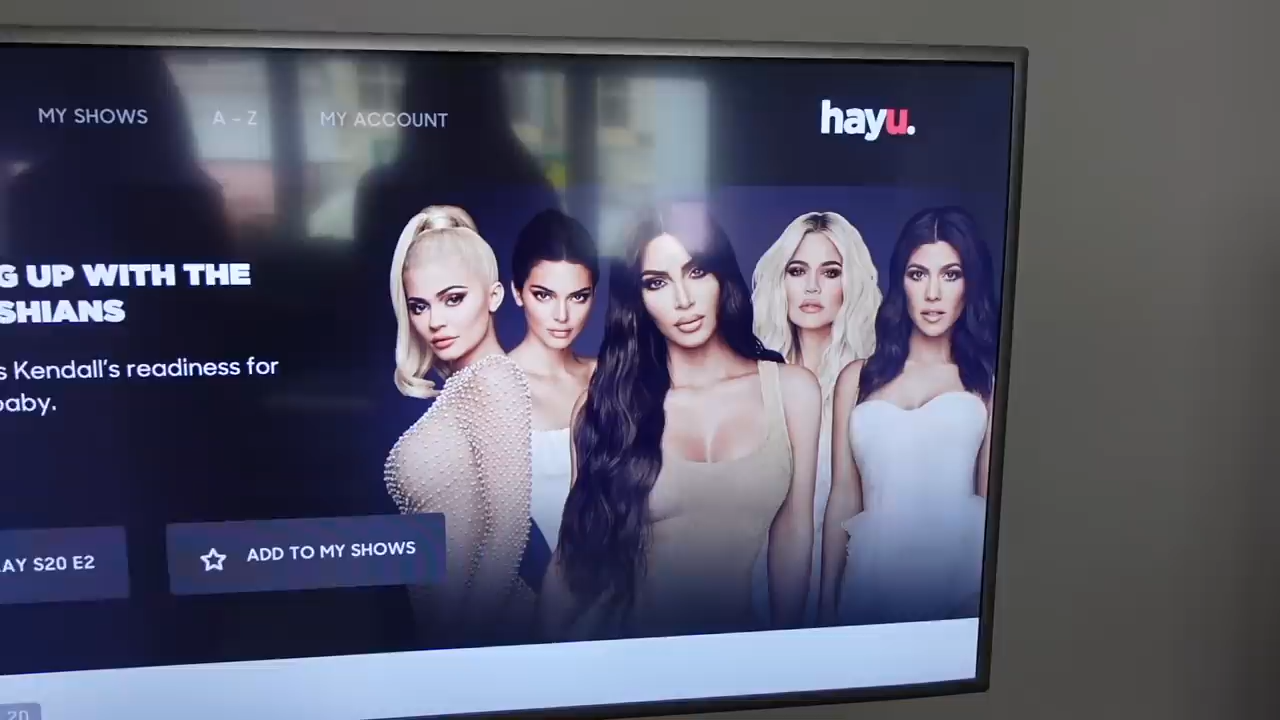 MY SHOWS A - Z MY ACCOUNT
hayu.
G UP WITH THE
SHIANS
s Kendall's readiness for
baby.
AY S20 E2
ADD TO MY SHOWS
20